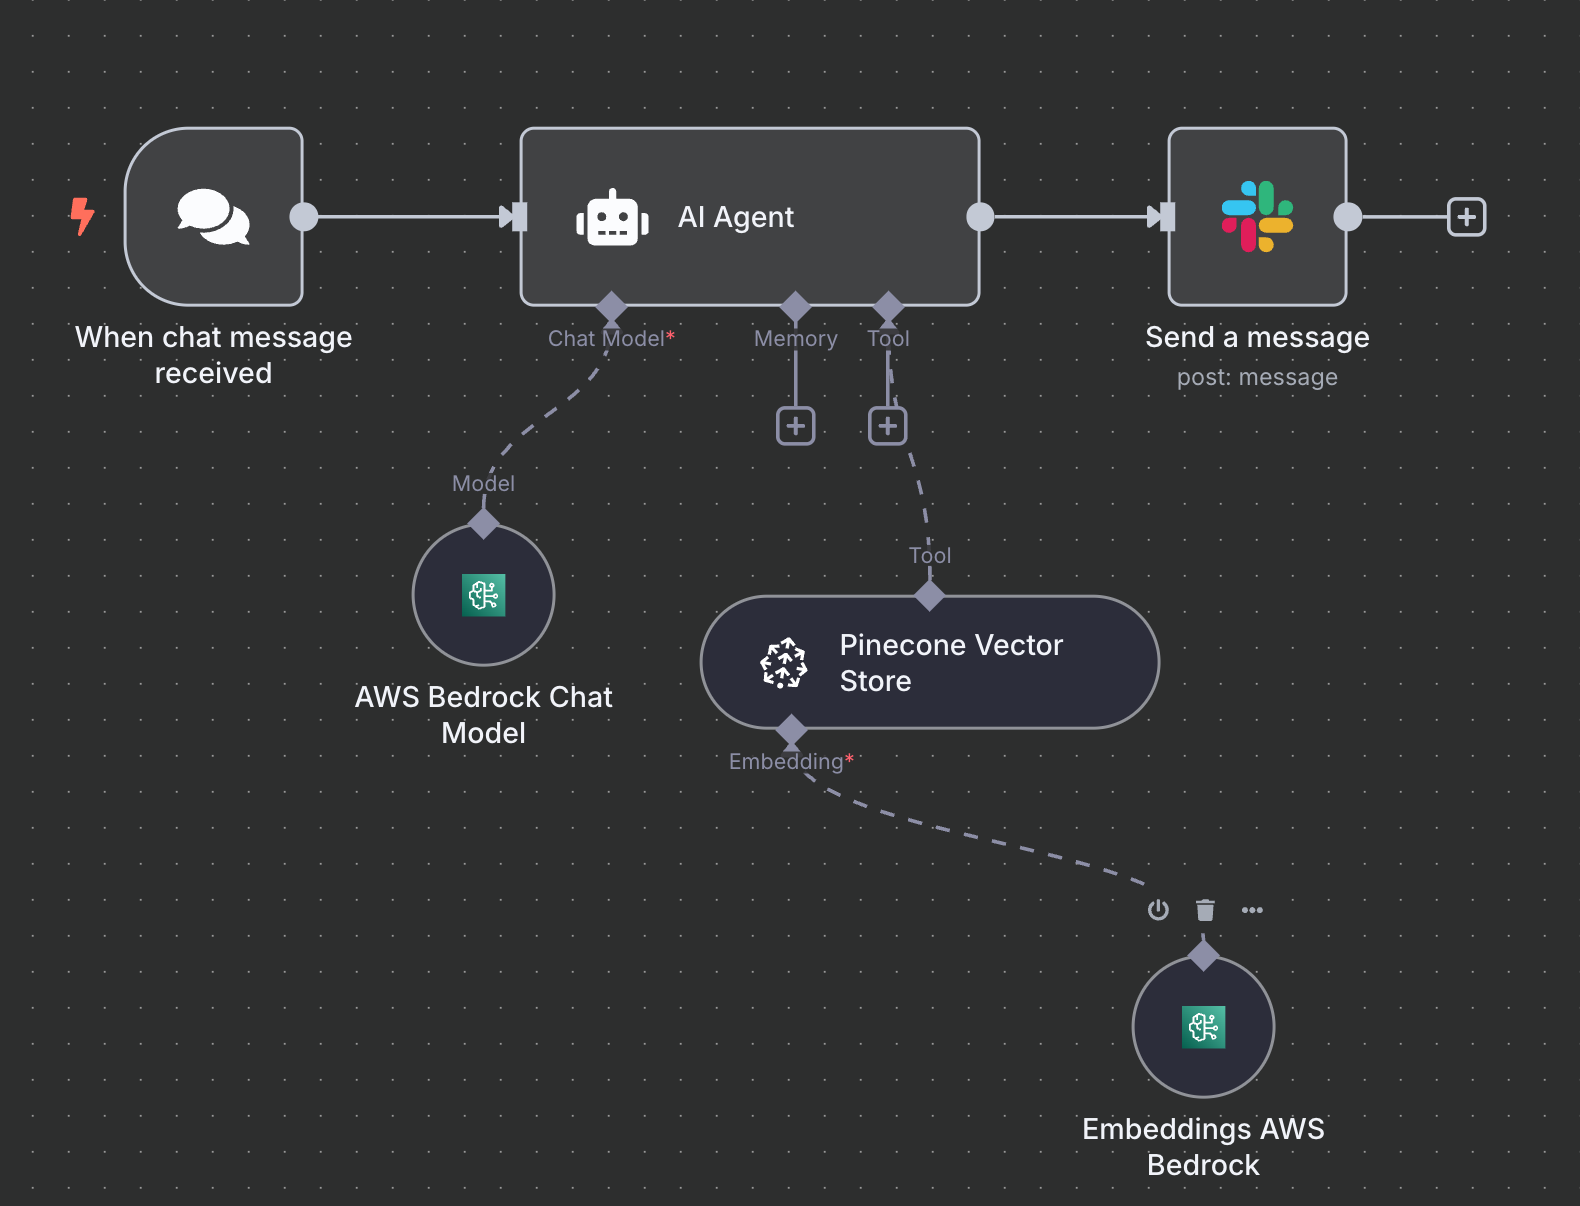 AI Agent
When chat message
received
Chat Model*
Memory
Tool
Send a message
post: message
Model
Tool
AWS Bedrock Chat
Model
Pinecone Vector
Store
Embedding*
Embeddings AWS
Bedrock